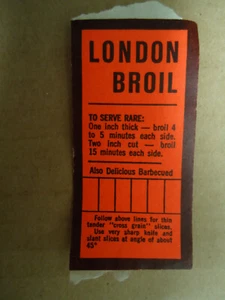 LONDON
BROIL
TO SERVE RARE:
One inch thick — broil 4
to 5 minutes each side.
Two inch cut — broil
15 minutes each side.
Also Delicious Barbecued
Follow above lines for thin
tender "cross grain" slices.
Use very sharp knife and
slant slices at angle of about
45°